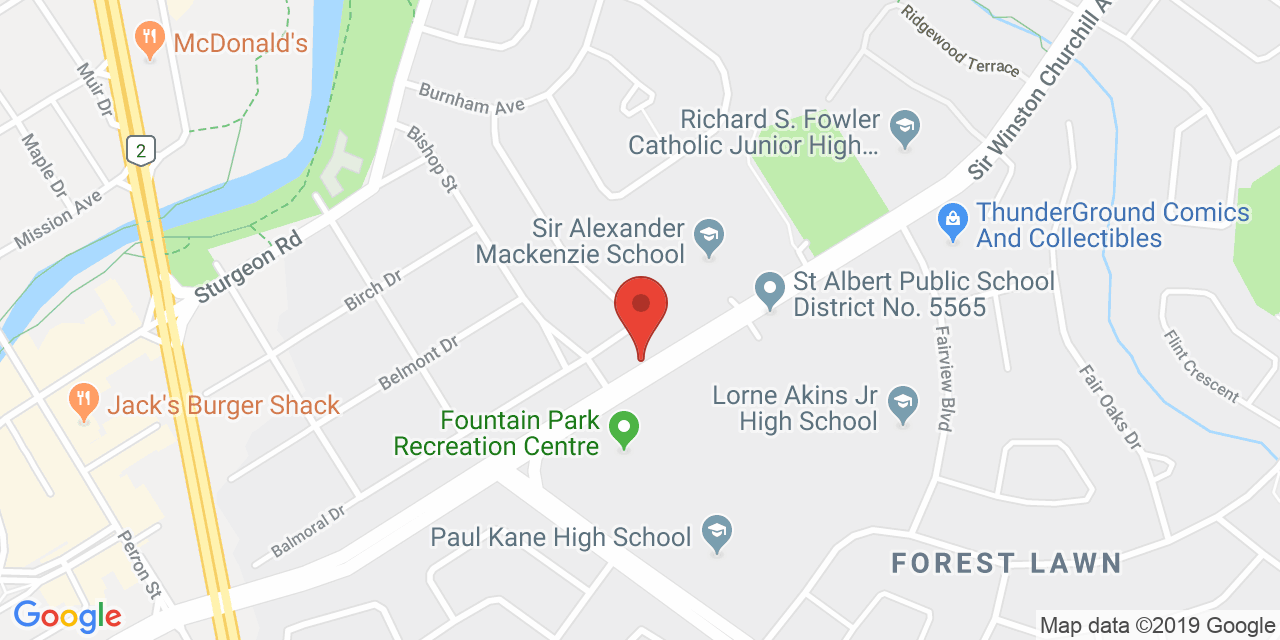 McDonald's
Muir Dr
Maple Dr
2
Mission Ave
Burnham Ave
Bishop St
Ridgewood Terrace
Sir Winston Churchill A
Richard S. Fowler
Catholic Junior High...
ThunderGround Comics
And Collectibles
Sir Alexander
Mackenzie School
Sturgeon Rd
Birch Dr
St Albert Public School
District No. 5565
Belmont Dr
Fairview Blvd
Flint Crescent
Fair Oaks Dr
Jack's Burger Shack
Lorne Akins Jr
High School
Fountain Park
Recreation Centre
Balmoral Dr
Perron St
Paul Kane High School
FOREST LAWN
Google
Map data ©2019 Google